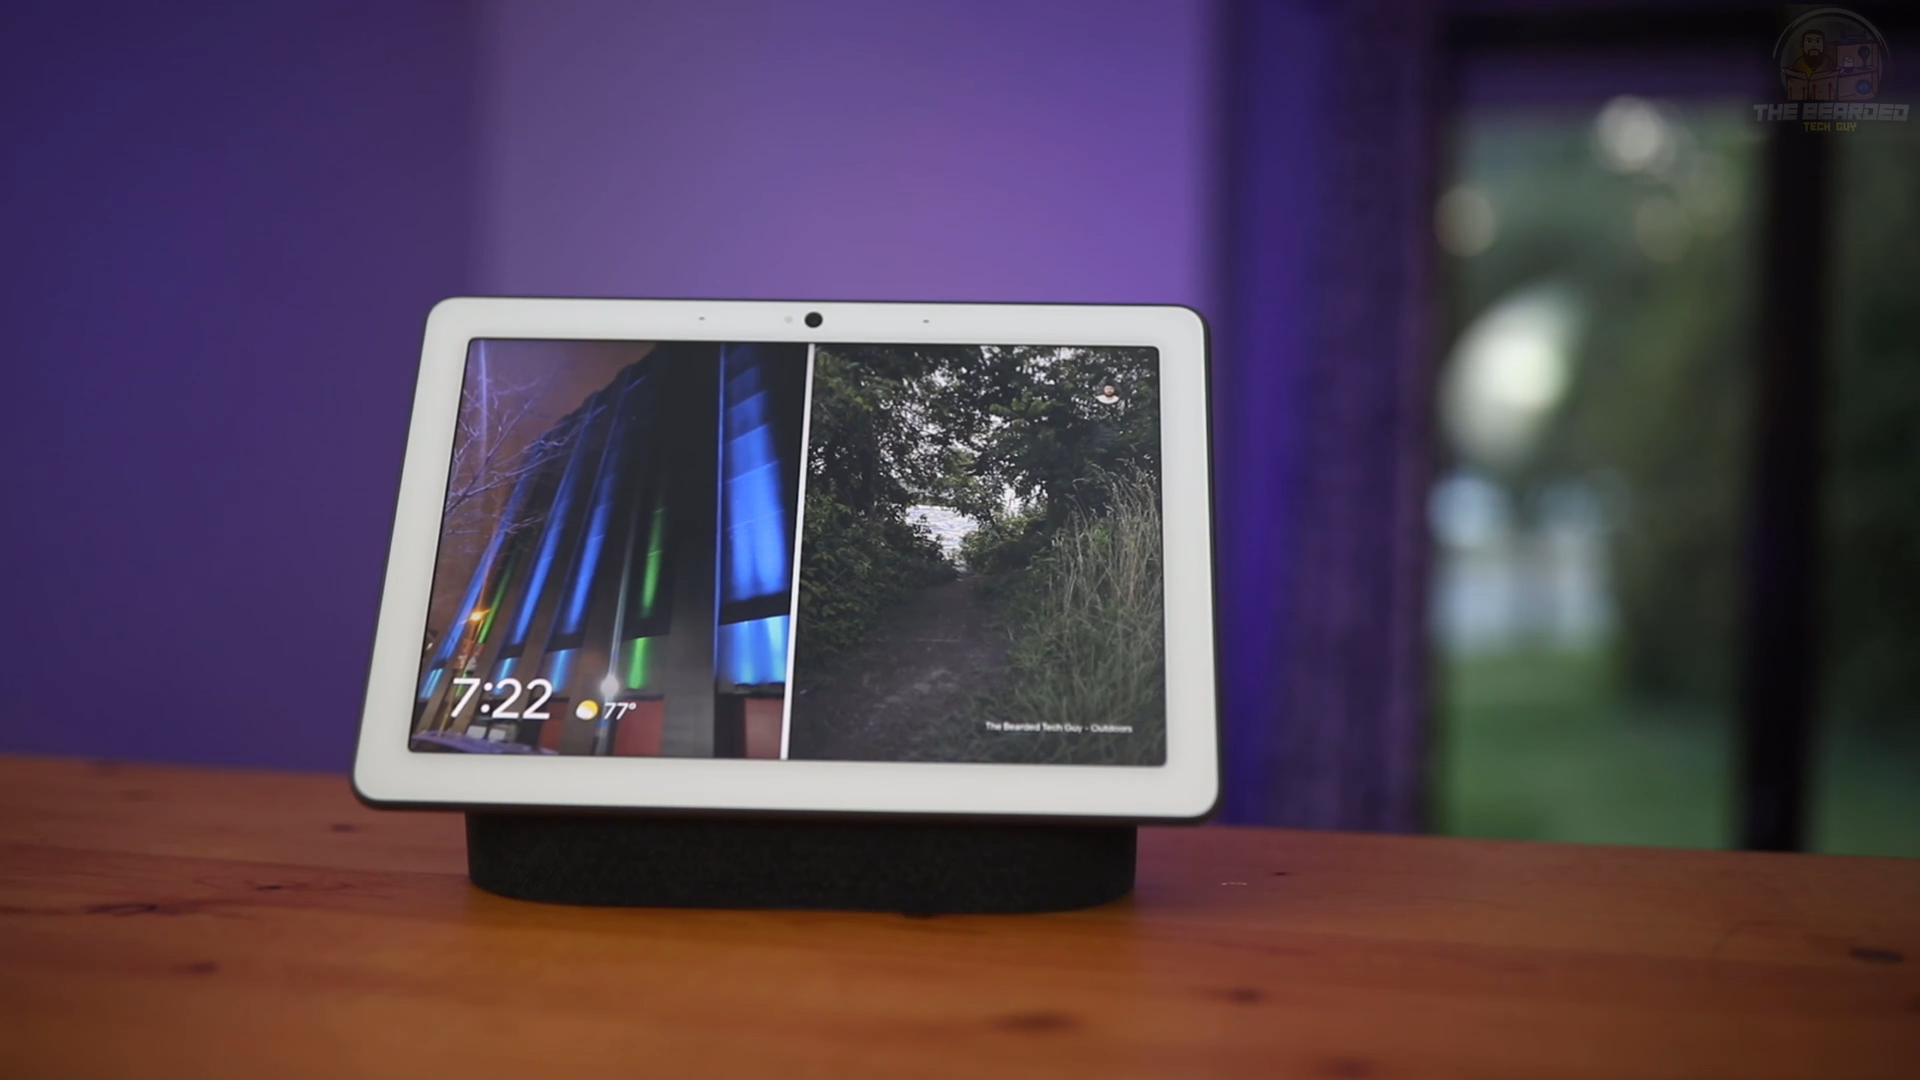 THE BEARDED
TECH GUY
7:22 77°
The Bearded Tech Guy - Outdoors